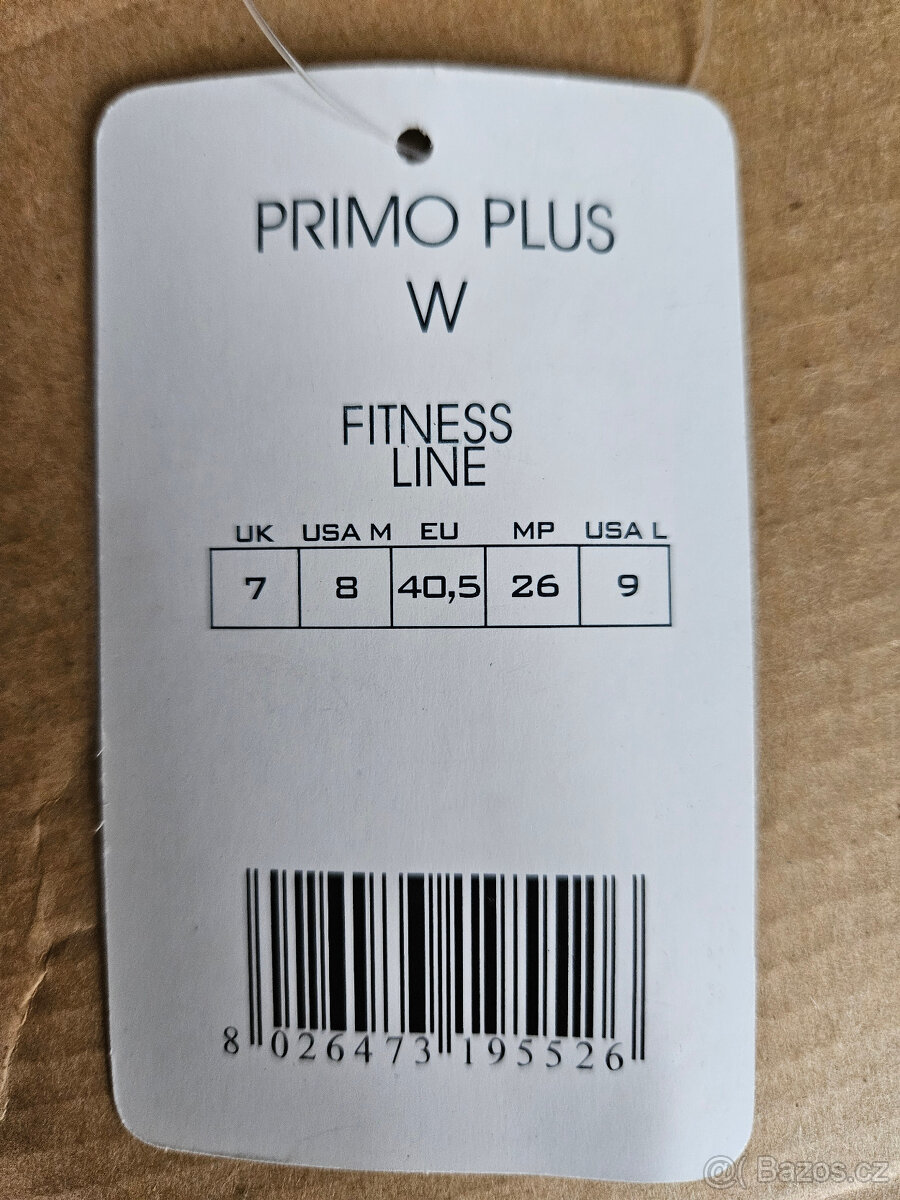 PRIMO PLUS
W
FITNESS
LINE
UK USA M EU MP USA L
7 8 40,5 26 9
8 026473 195526
@ Bazos.cz